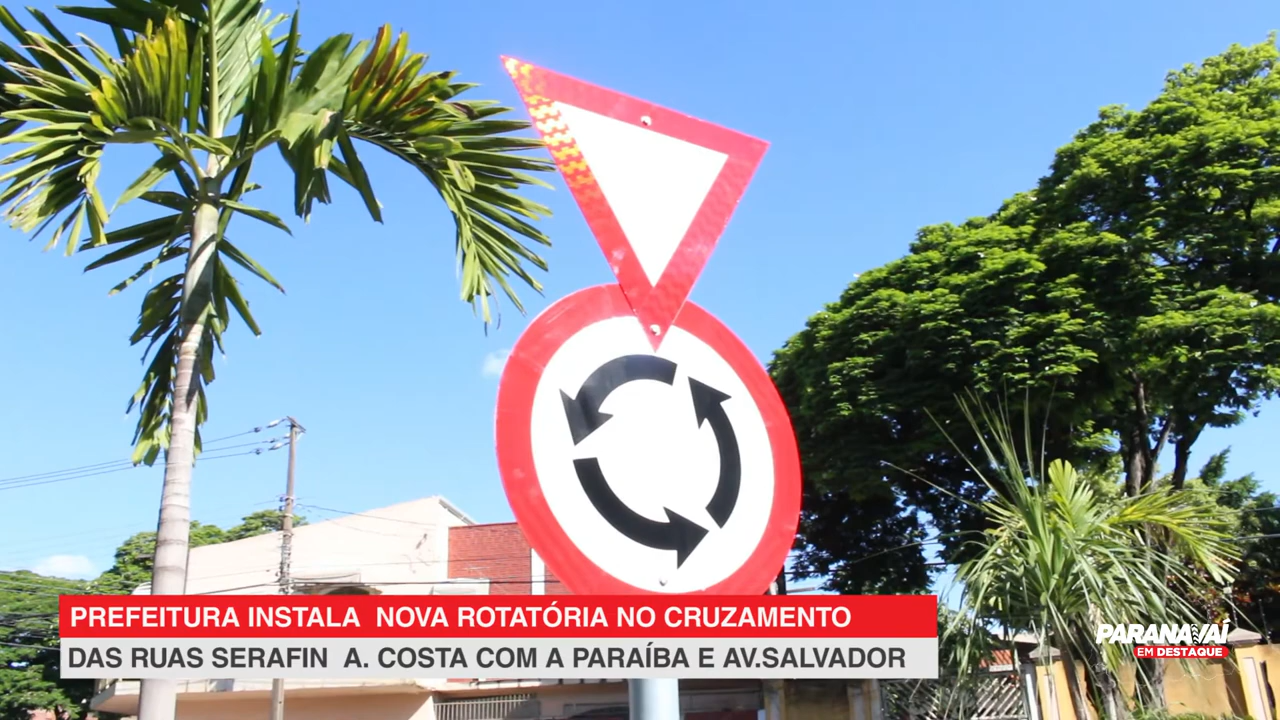 PREFEITURA INSTALA  NOVA ROTATÓRIA NO CRUZAMENTO
DAS RUAS SERAFIN  A. COSTA COM A PARAÍBA E AV.SALVADOR
PARANAVAÍ
EM DESTAQUE